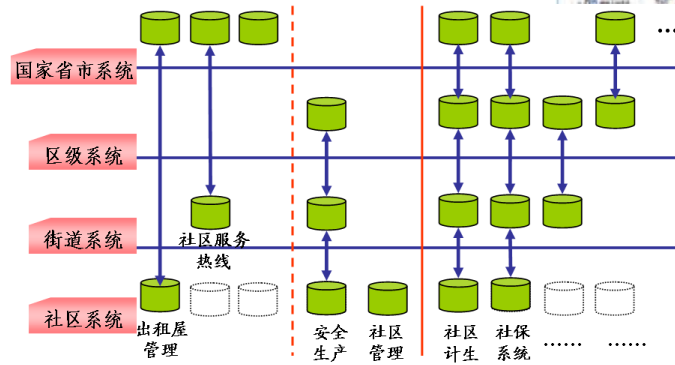 ...
国家省市系统
区级系统
街道系统
社区服务
热线
社区系统
出租屋
管理
安全
生产
社区
管理
社区
计生
社保
系统
......
......